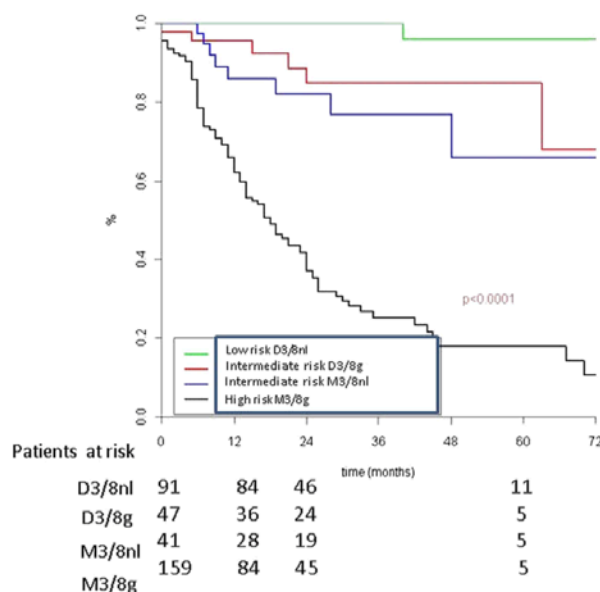 1.0
0.8
0.6
0.4
0.2
0.0
%
p<0.0001
Low risk D3/8nl
Intermediate risk D3/8g
Intermediate risk M3/8nl
High risk M3/8g
0 12 24 36 48 60 72
time (months)
Patients at risk
D3/8nl 91 84 46 11
D3/8g 47 36 24 5
M3/8nl 41 28 19 5
M3/8g 159 84 45 5